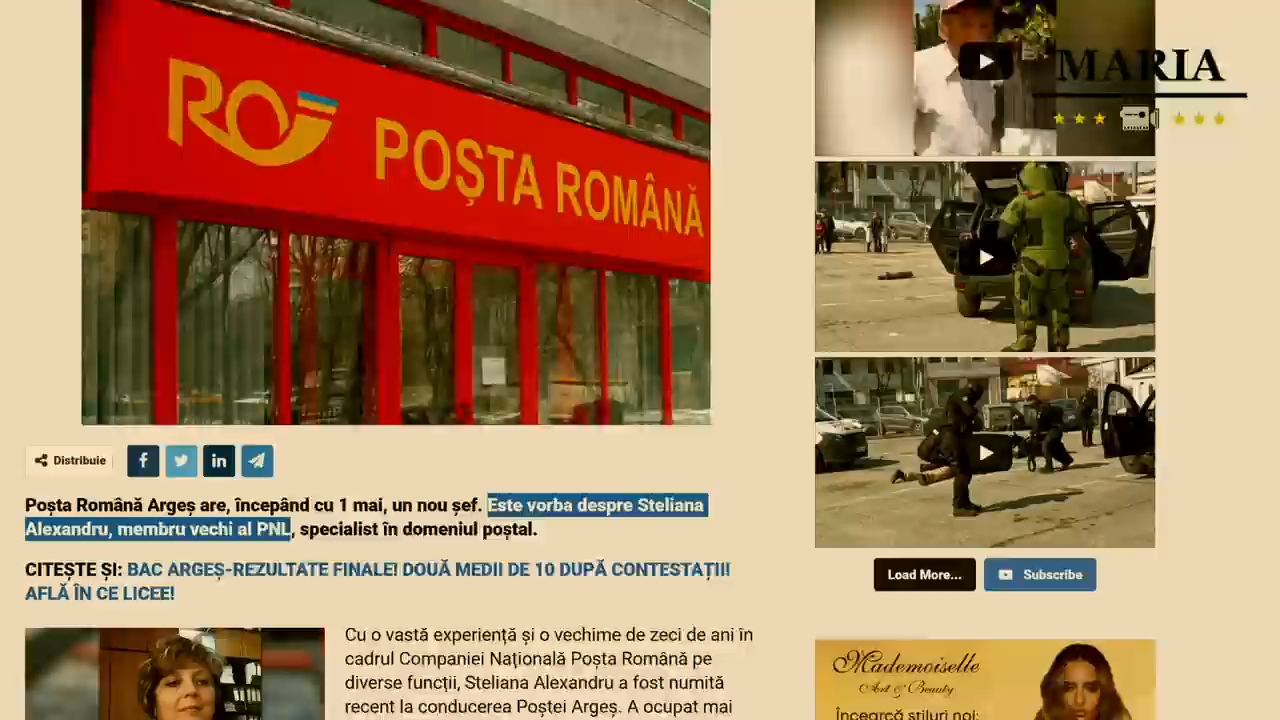 RO
POȘTA ROMÂNĂ
MARIA
Distribuie
Poșta Română Argeș are, începând cu 1 mai, un nou șef. Este vorba despre Steliana
Alexandru, membru vechi al PNL, specialist în domeniul poștal.
CITEȘTE ȘI: BAC ARGEȘ-REZULTATE FINALE! DOUĂ MEDII DE 10 DUPĂ CONTESTAȚII!
AFLĂ ÎN CE LICEE!
Cu o vastă experiență și o vechime de zeci de ani în
cadrul Companiei Națională Poșta Română pe
diverse funcții, Steliana Alexandru a fost numită
recent la conducerea Poștei Argeș. A ocupat mai
Load More...
Subscribe
Mademoiselle
Art & Beauty
Încearcă stiluri noi: